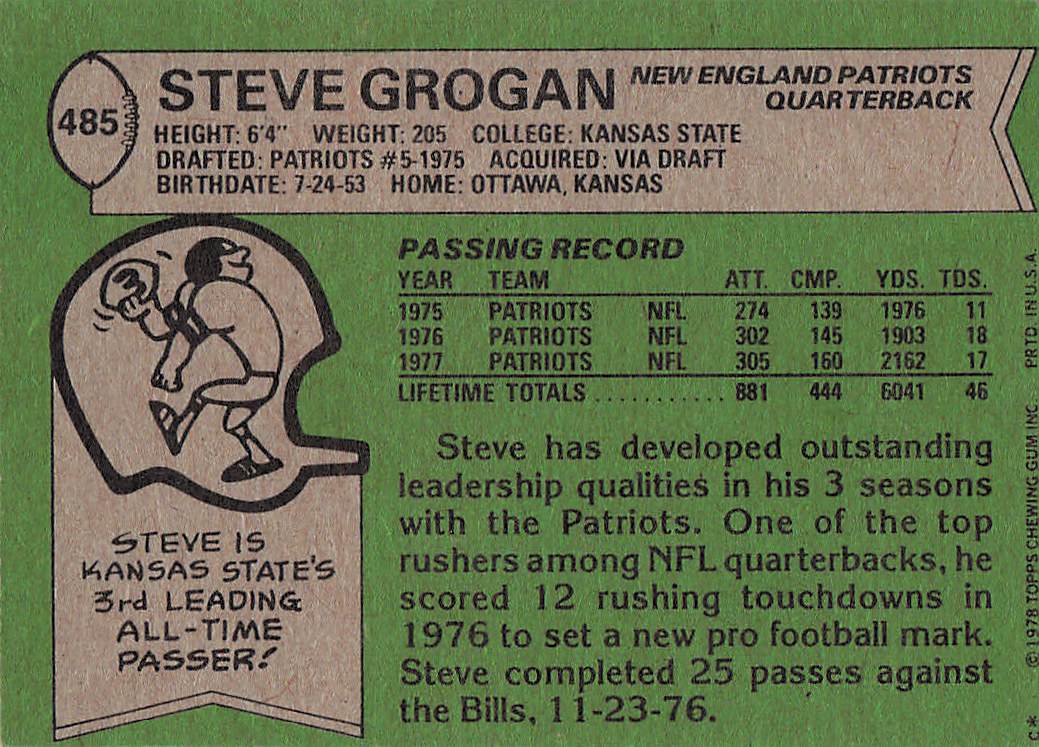 485
STEVE GROGAN
NEW ENGLAND PATRIOTS
QUARTERBACK
HEIGHT: 6'4" WEIGHT: 205 COLLEGE: KANSAS STATE
DRAFTED: PATRIOTS #5-1975 ACQUIRED: VIA DRAFT
BIRTHDATE: 7-24-53 HOME: OTTAWA, KANSAS
PASSING RECORD
YEAR TEAM ATT. CMP. YDS. TDS.
1975 PATRIOTS NFL 274 139 1976 11
1976 PATRIOTS NFL 302 145 1903 18
1977 PATRIOTS NFL 305 160 2162 17
LIFETIME TOTALS ........... 881 444 6041 46
Steve has developed outstanding
leadership qualities in his 3 seasons
with the Patriots. One of the top
rushers among NFL quarterbacks, he
scored 12 rushing touchdowns in
1976 to set a new pro football mark.
Steve completed 25 passes against
the Bills, 11-23-76.
STEVE IS
KANSAS STATE'S
3rd LEADING
ALL-TIME
PASSER!
C* © 1978 TOPPS CHEWING GUM INC. PRTD. IN U.S.A.